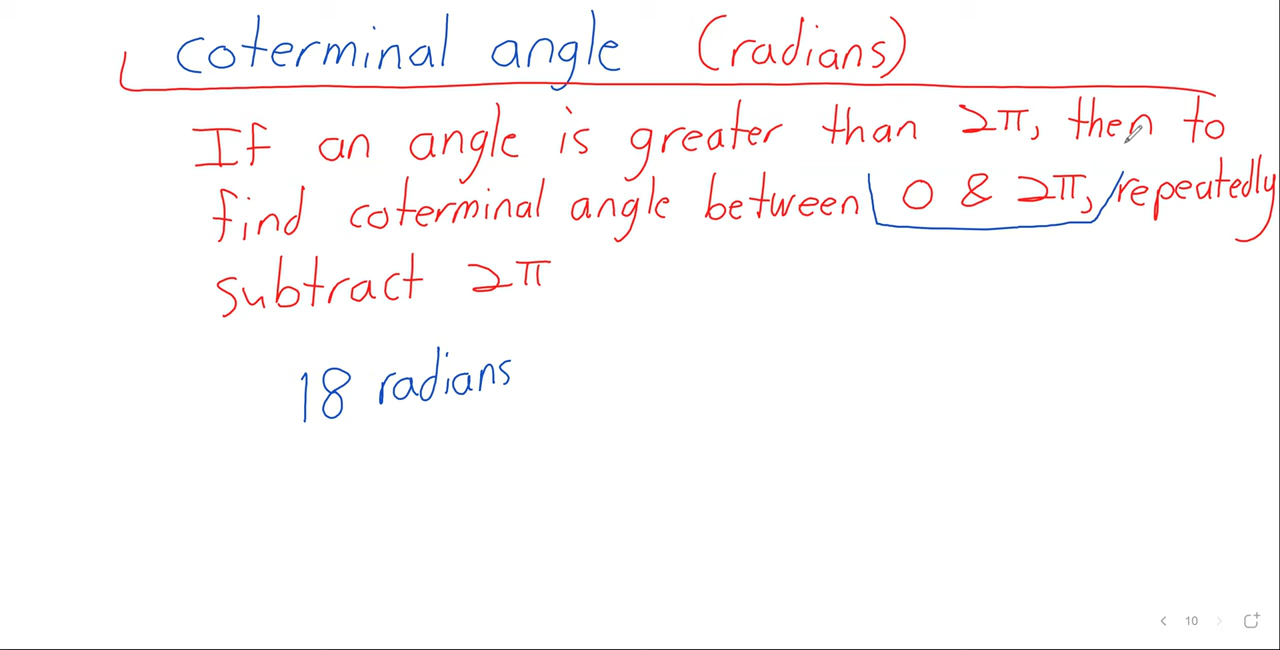 coterminal angle (radians)
If an angle is greater than 2π, then to
find coterminal angle between 0 & 2π, repeatedly
subtract 2π
18 radians
10